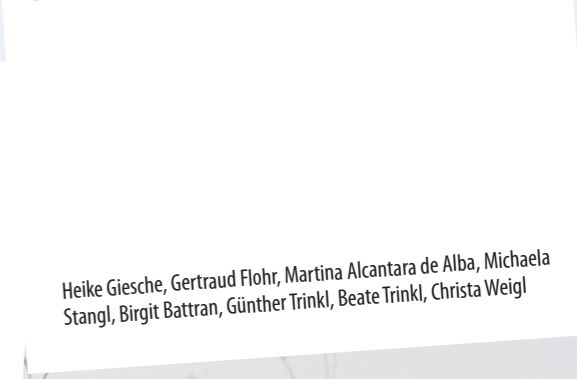 Heike Giesche, Gertraud Flohr, Martina Alcantara de Alba, Michaela
Stangl, Birgit Battran, Günther Trinkl, Beate Trinkl, Christa Weigl